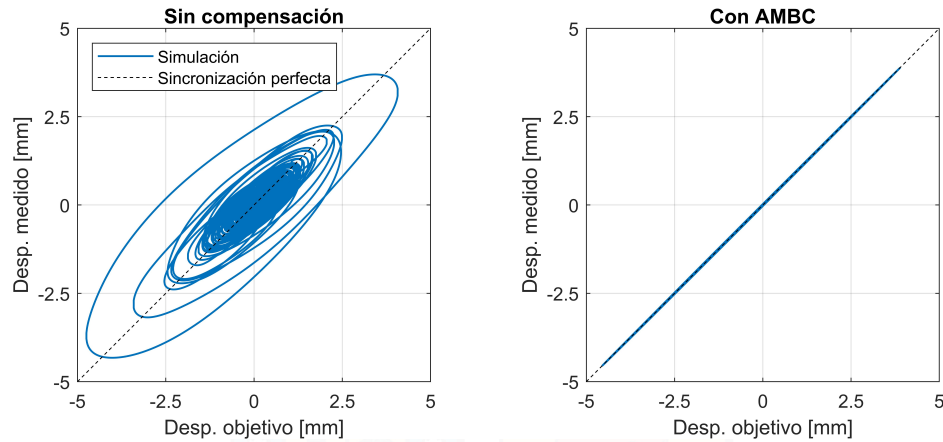 Sin compensación
Simulación
Sincronización perfecta
5
2.5
0
-2.5
-5
-5
-2.5
0
2.5
5
Desp. medido [mm]
Desp. objetivo [mm]
Con AMBC
5
2.5
0
-2.5
-5
-5
-2.5
0
2.5
5
Desp. medido [mm]
Desp. objetivo [mm]